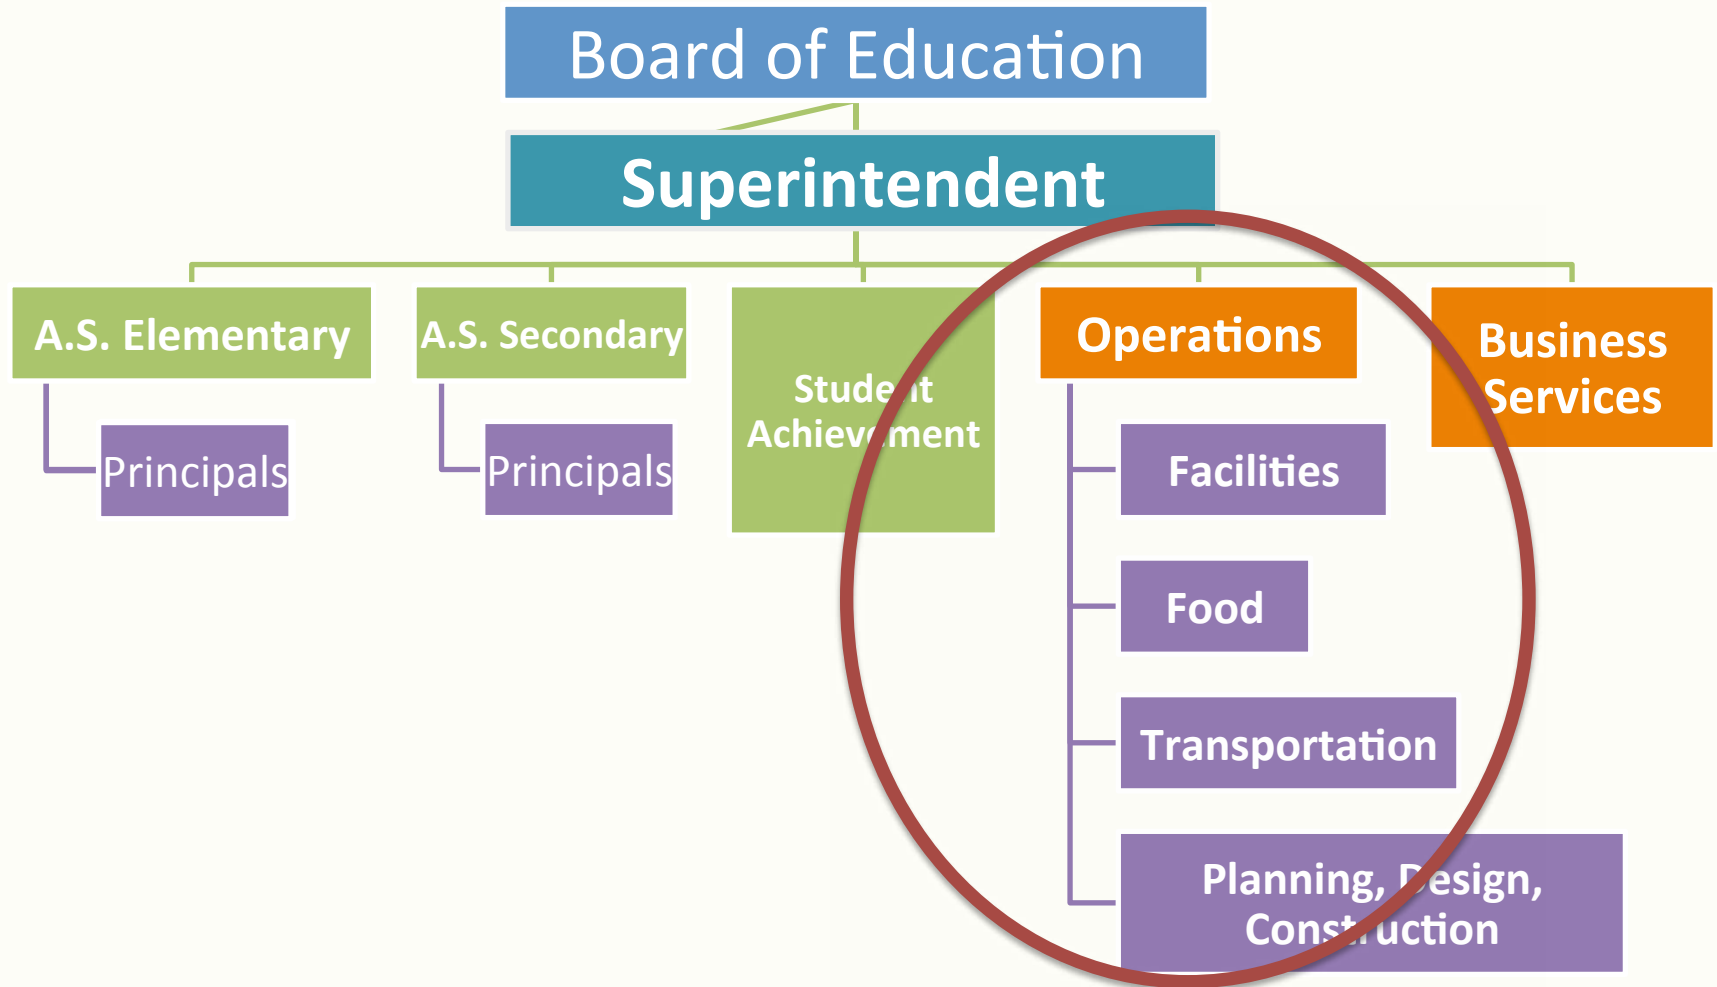 Board of Education
Superintendent
A.S. Elementary
Principals
A.S. Secondary
Principals
Student
Achievement
Operations
Facilities
Food
Transportation
Planning, Design,
Construction
Business
Services